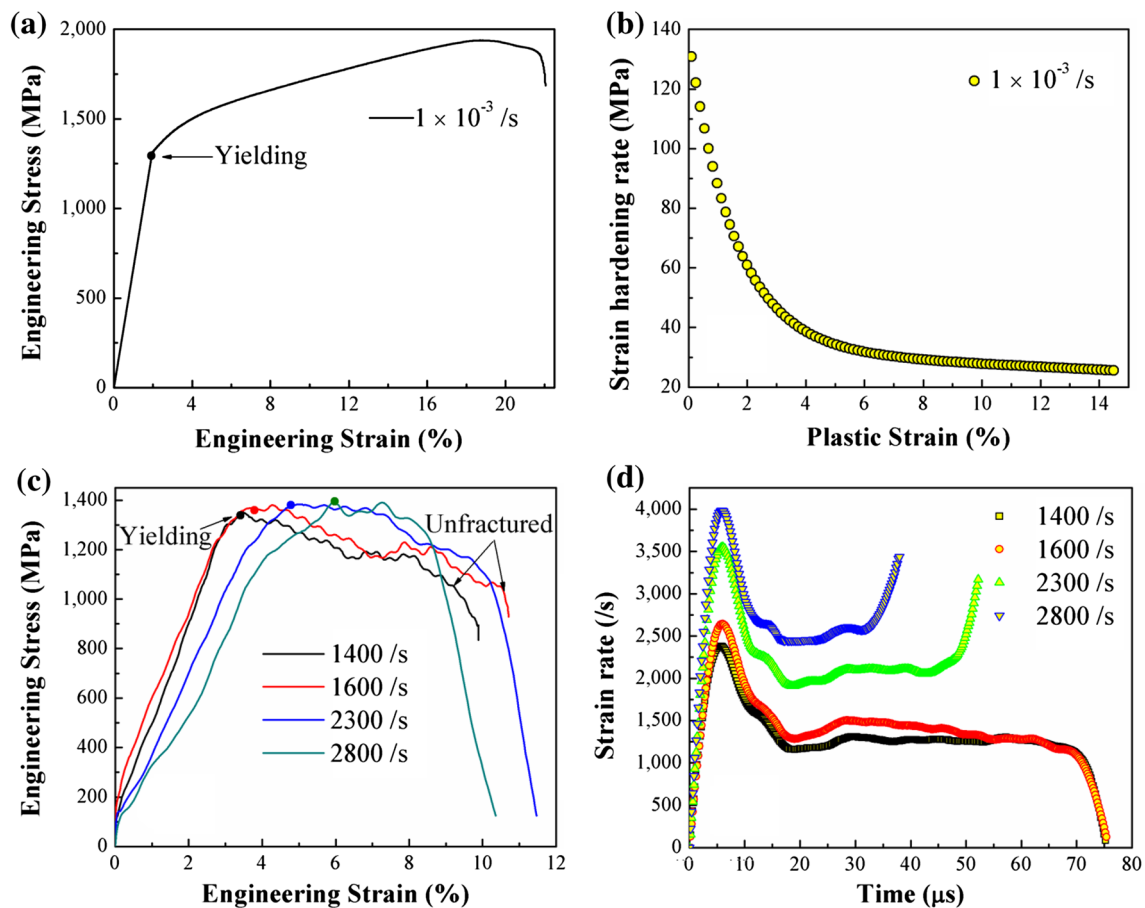 (a)
2,000
1,500
1,000
500
0
Engineering Stress (MPa)
1 × 10⁻³ /s
Yielding
0 4 8 12 16 20
Engineering Strain (%)
(b)
140
120
100
80
60
40
20
Strain hardening rate (MPa)
1 × 10⁻³ /s
0 2 4 6 8 10 12 14
Plastic Strain (%)
(c)
1,400
1,200
1,000
800
600
400
200
0
Engineering Stress (MPa)
Yielding
Unfractured
1400 /s
1600 /s
2300 /s
2800 /s
0 2 4 6 8 10 12
Engineering Strain (%)
(d)
4,000
3,500
3,000
2,500
2,000
1,500
1,000
500
0
Strain rate (/s)
1400 /s
1600 /s
2300 /s
2800 /s
0 10 20 30 40 50 60 70 80
Time (μs)